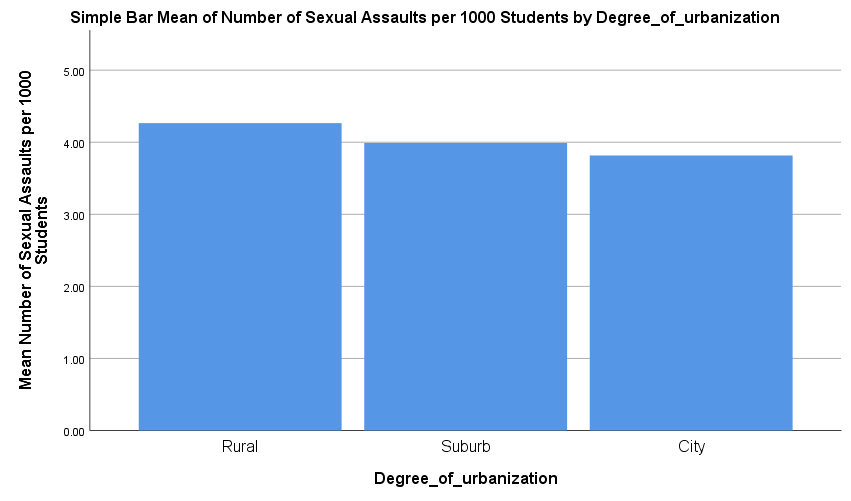 Simple Bar Mean of Number of Sexual Assaults per 1000 Students by Degree_of_urbanization
Mean Number of Sexual Assaults per 1000
Students
5.00
4.00
3.00
2.00
1.00
0.00
Rural
Suburb
City
Degree_of_urbanization